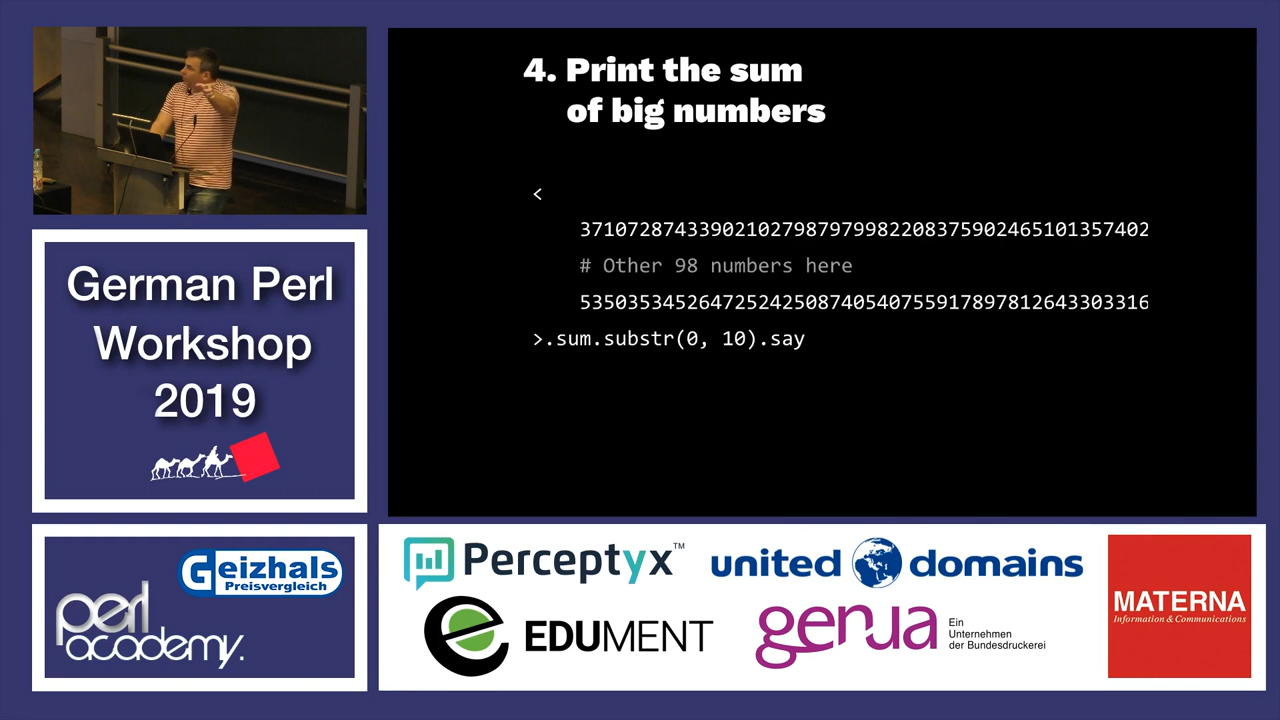 4. Print the sum
of big numbers
<
37107287433902102798797998220837590246510135740​2
# Other 98 numbers here
53503534526472524250874054075591789781264330331​6
>.sum.substr(0, 10).say
German Perl
Workshop
2019
Geizhals
Preisvergleich
perl
academy.
Perceptyx™
united domains
EDUMENT
genua
Ein
Unternehmen
der Bundesdruckerei
MATERNA
Information & Communications